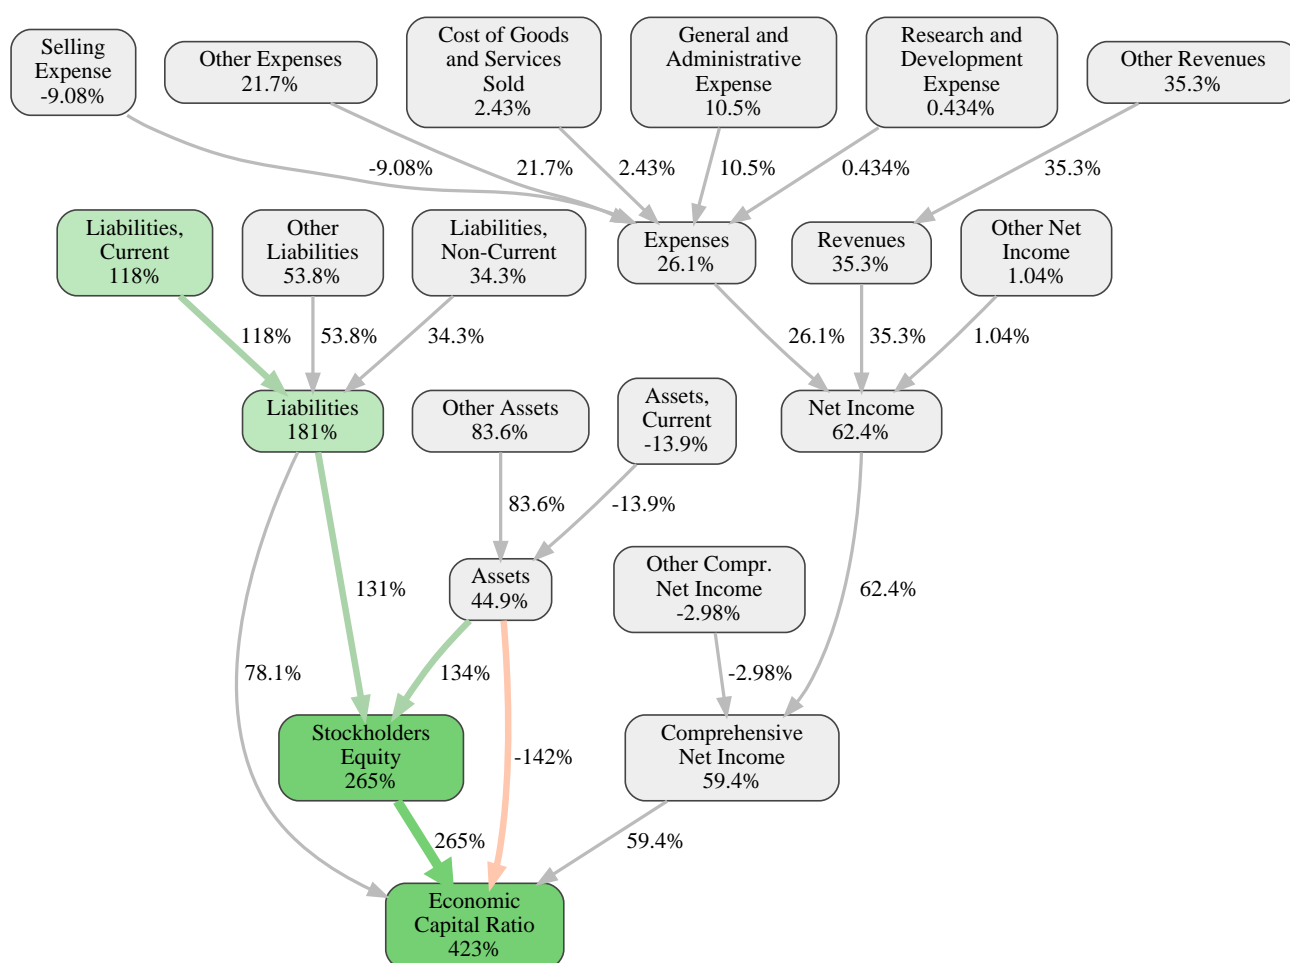 Selling
Expense
-9.08%
Other Expenses
21.7%
Cost of Goods
and Services
Sold
2.43%
General and
Administrative
Expense
10.5%
Research and
Development
Expense
0.434%
Other Revenues
35.3%
-9.08%
21.7%
2.43%
10.5%
0.434%
35.3%
Liabilities,
Current
118%
Other
Liabilities
53.8%
Liabilities,
Non-Current
34.3%
Expenses
26.1%
Revenues
35.3%
Other Net
Income
1.04%
118%
53.8%
34.3%
26.1%
35.3%
1.04%
Liabilities
181%
Other Assets
83.6%
Assets,
Current
-13.9%
Net Income
62.4%
83.6%
-13.9%
Assets
44.9%
Other Compr.
Net Income
-2.98%
131%
62.4%
78.1%
134%
-2.98%
Stockholders
Equity
265%
-142%
Comprehensive
Net Income
59.4%
265%
59.4%
Economic
Capital Ratio
423%